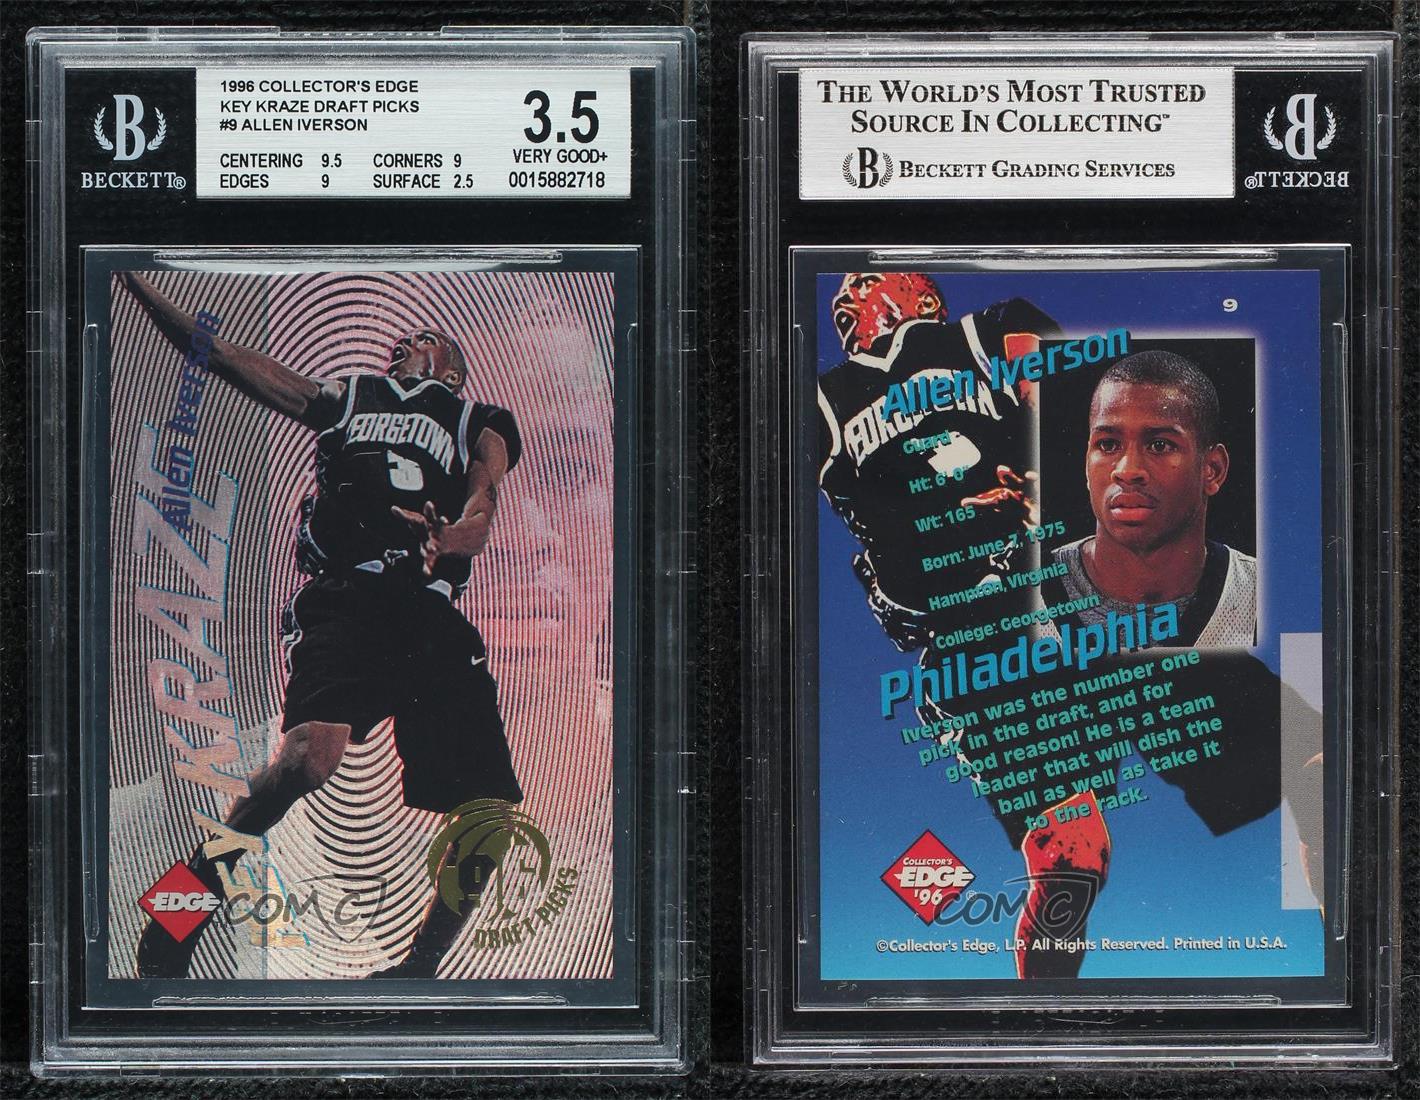 B
BECKETT®
1996 COLLECTOR'S EDGE
KEY KRAZE DRAFT PICKS
#9 ALLEN IVERSON
CENTERING 9.5 CORNERS 9
EDGES 9 SURFACE 2.5
3.5
VERY GOOD+
0015882718
Allen Iverson
KEY KRAZE
GEORGETOWN
3
EDGE
DRAFT PICKS
COMC
THE WORLD'S MOST TRUSTED
SOURCE IN COLLECTING™
B BECKETT GRADING SERVICES
B
BECKETT®
9
Allen Iverson
Guard
Ht: 6'-0"
Wt: 165
Born: June 7, 1975
Hampton, Virginia
College: Georgetown
Philadelphia
Iverson was the number one
pick in the draft, and for
good reason! He is a team
leader that will dish the
ball as well as take it
to the rack.
COLLECTOR'S
EDGE
'96
®
COMC
©Collector's Edge, L.P. All Rights Reserved. Printed in U.S.A.